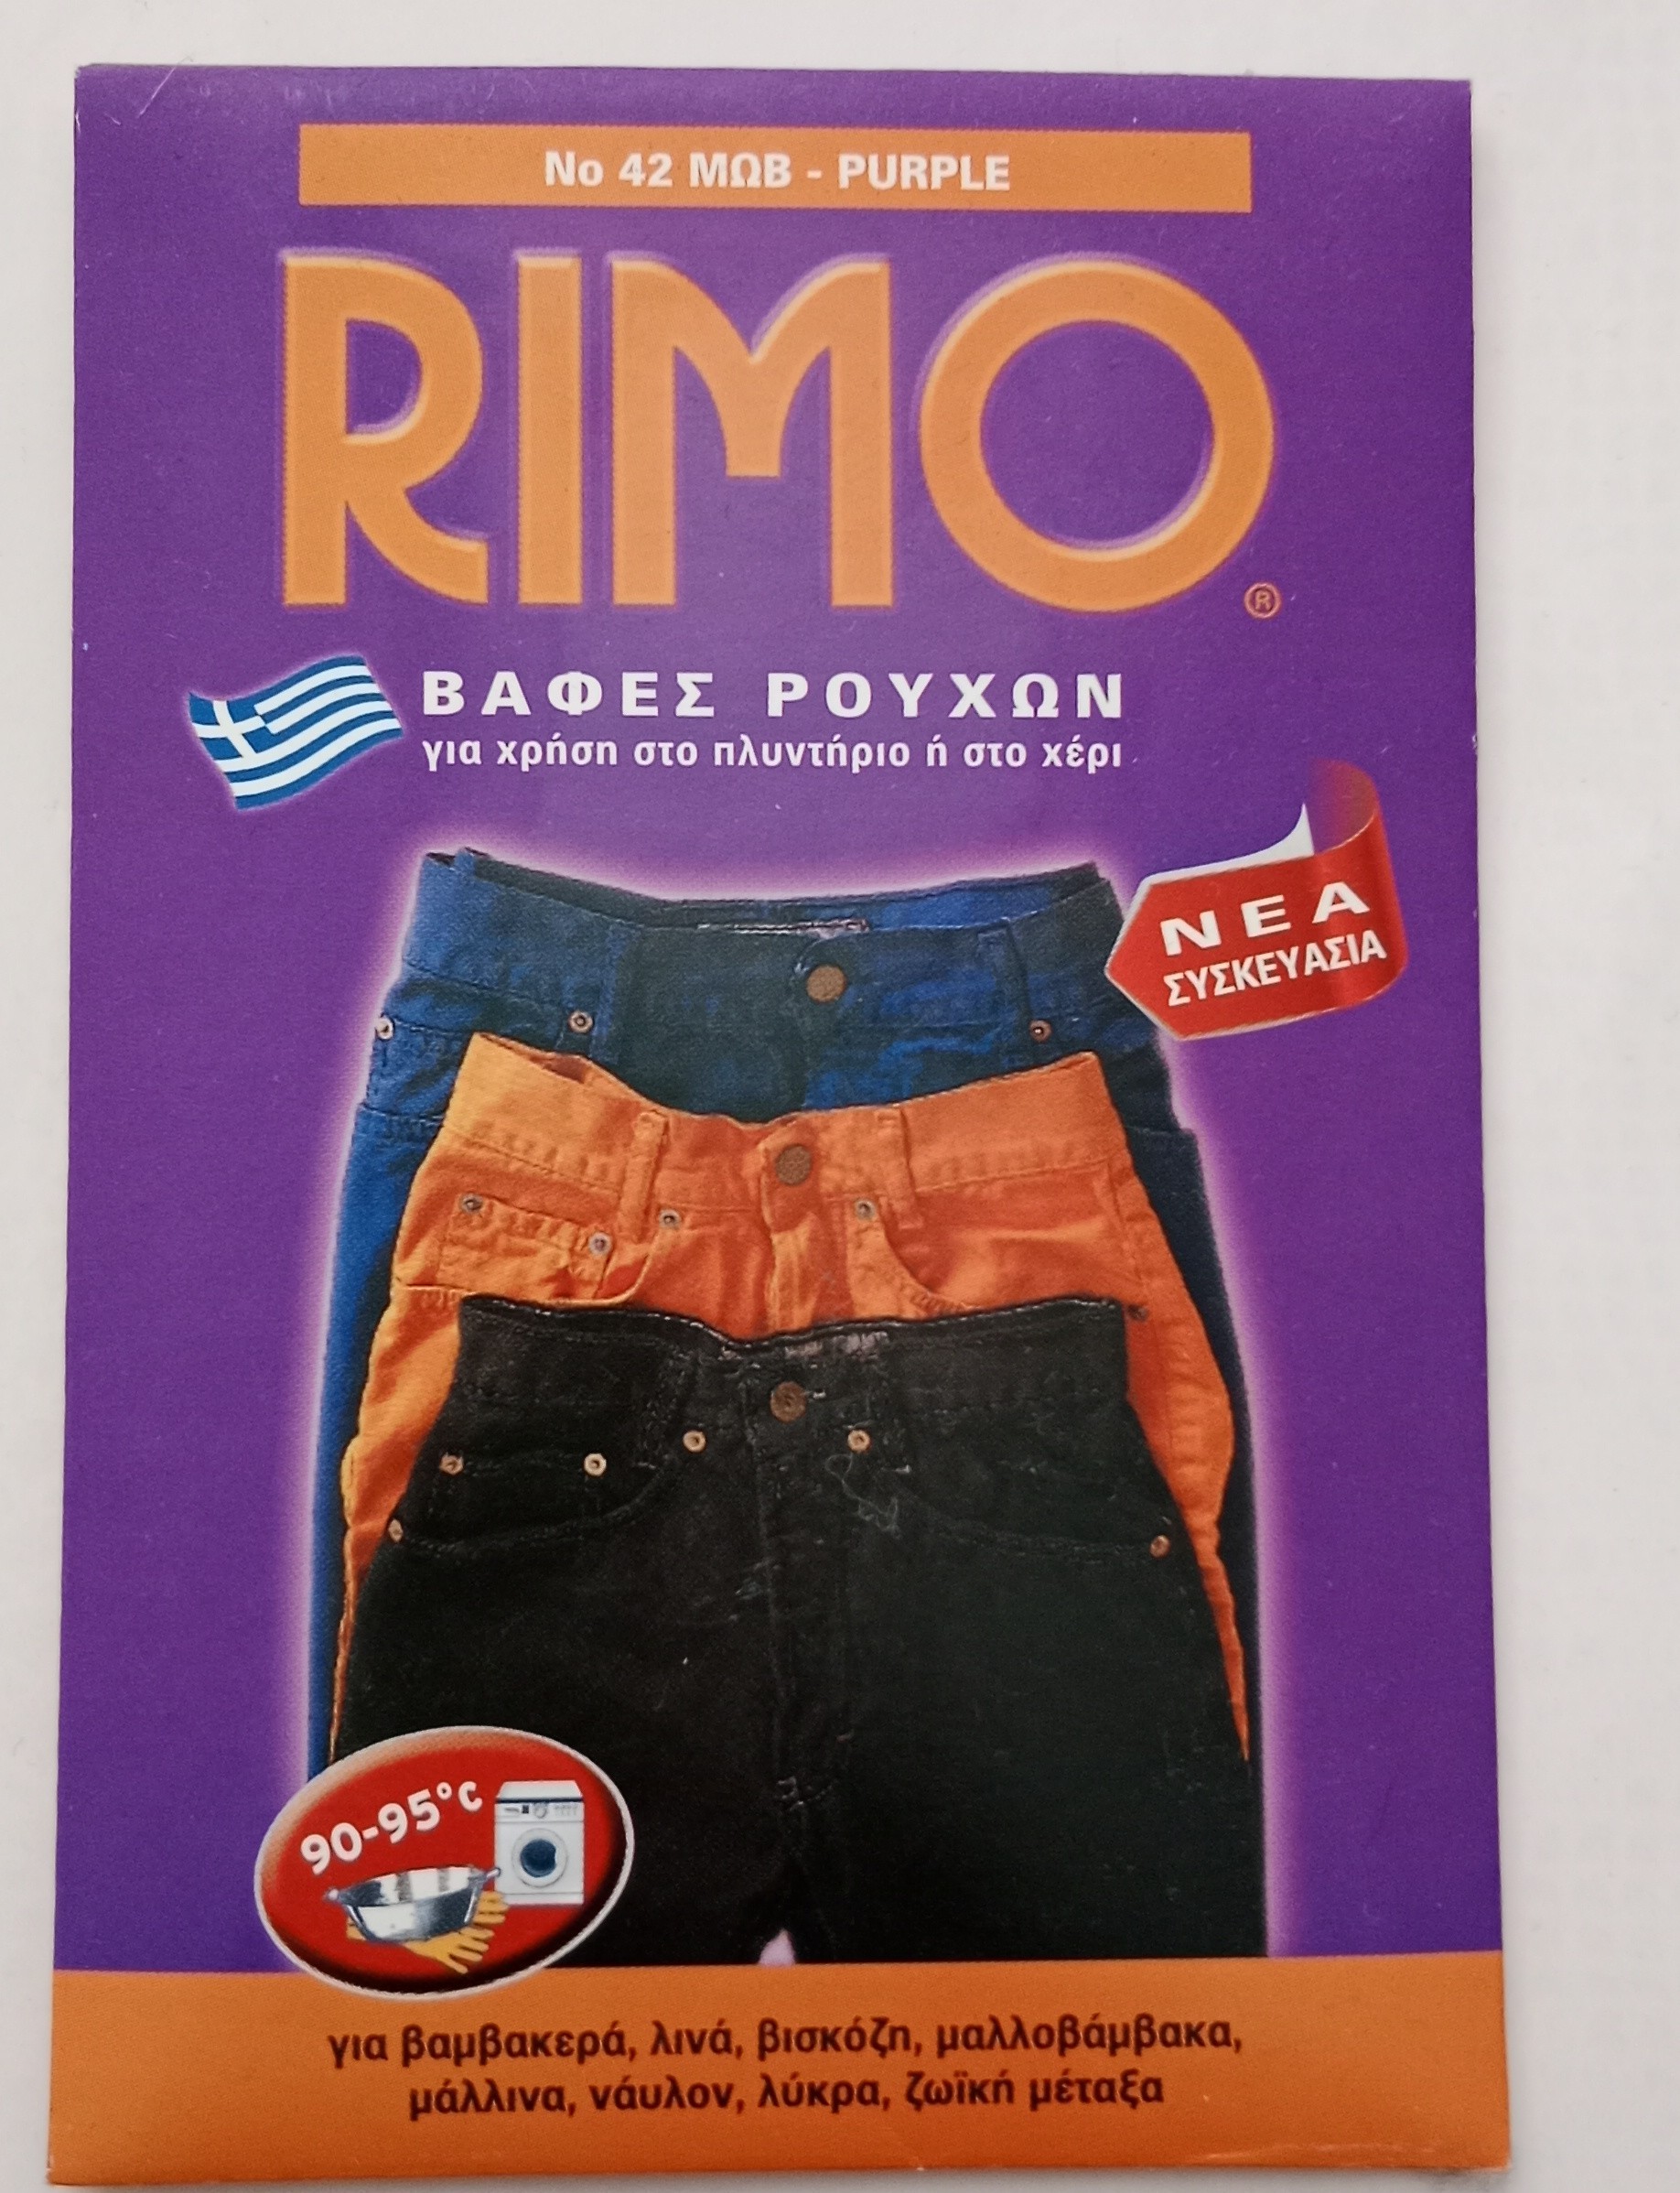 Νο 42 ΜΩΒ - PURPLE
RIMO
®
ΒΑΦΕΣ ΡΟΥΧΩΝ
για χρήση στο πλυντήριο ή στο χέρι
ΝΕΑ
ΣΥΣΚΕΥΑΣΙΑ
90-95°C
για βαμβακερά, λινά, βισκόζη, μαλλοβάμβακα,
μάλλινα, νάυλον, λύκρα, ζωϊκή μέταξα